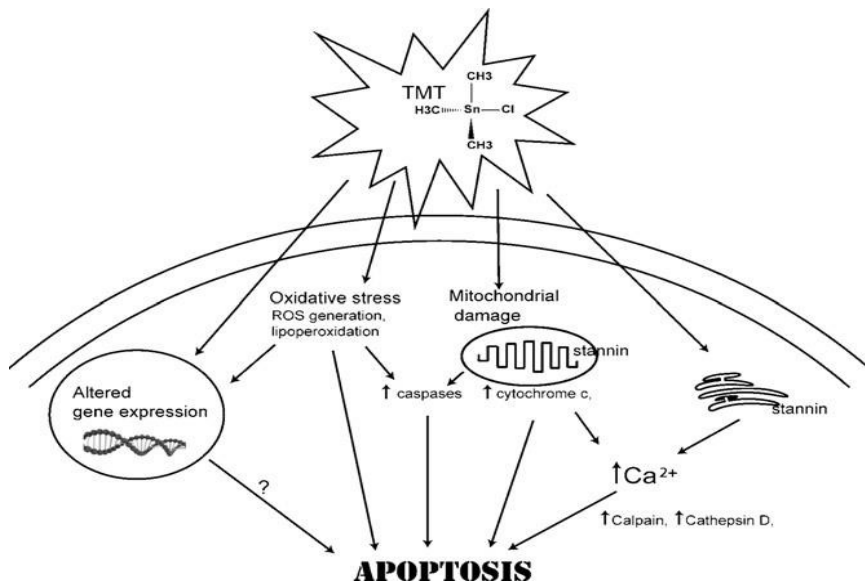 CH3
TMT
H3C Sn Cl
CH3
Oxidative stress
ROS generation,
lipoperoxidation
Mitochondrial
damage
stannin
Altered
gene expression
↑ caspases
↑ cytochrome c,
stannin
?
↑Ca²⁺
↑Calpain, ↑Cathepsin D,
APOPTOSIS